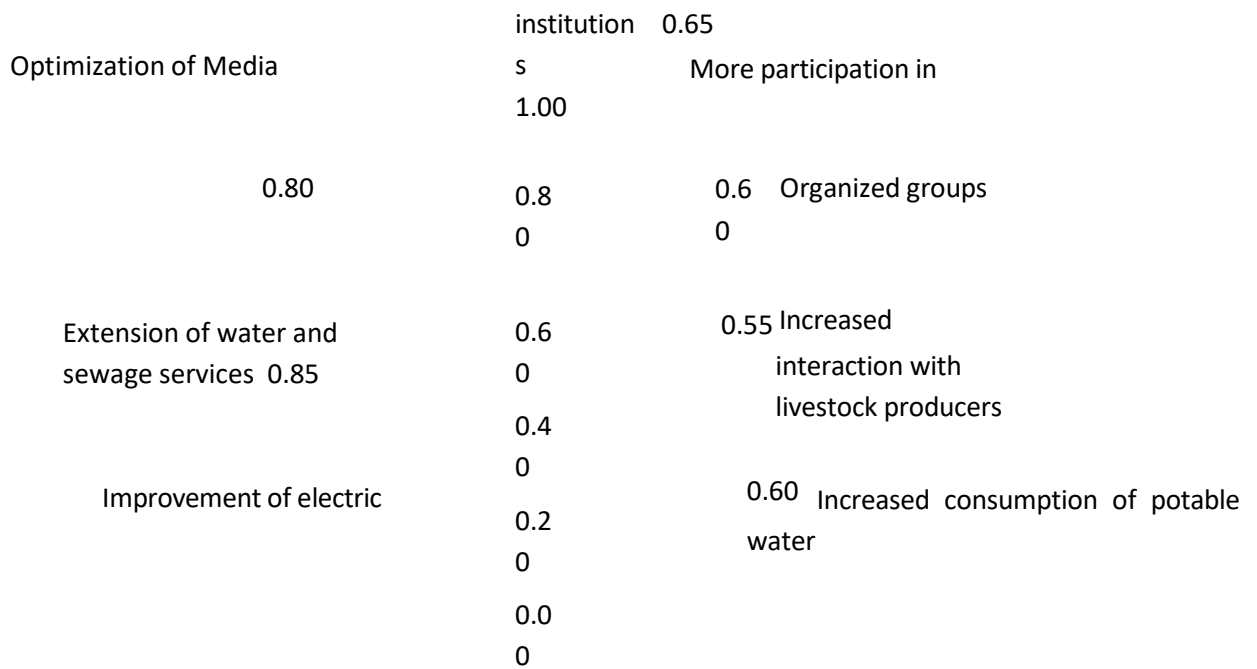 institution 0.65
Optimization of Media
s
More participation in
1.00
0.80
0.8
0
0.6
0
Organized groups
Extension of water and
sewage services 0.85
0.6
0
0.55 Increased
interaction with
livestock producers
0.4
0
Improvement of electric
0.60 Increased consumption of potable
water
0.2
0
0.0
0